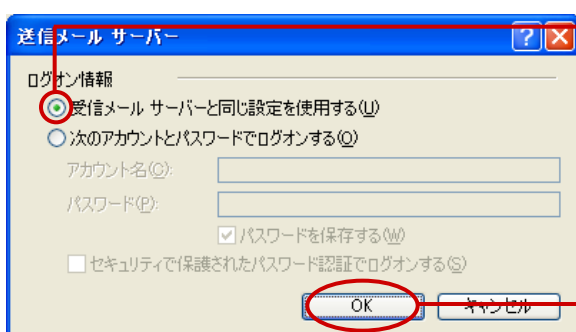 送信メール サーバー
ログオン情報
受信メール サーバーと同じ設定を使用する(U)
次のアカウントとパスワードでログオンする(O)
アカウント名(C):
パスワード(P):
パスワードを保存する(W)
セキュリティで保護されたパスワード認証でログオンする(S)
OK キャンセル